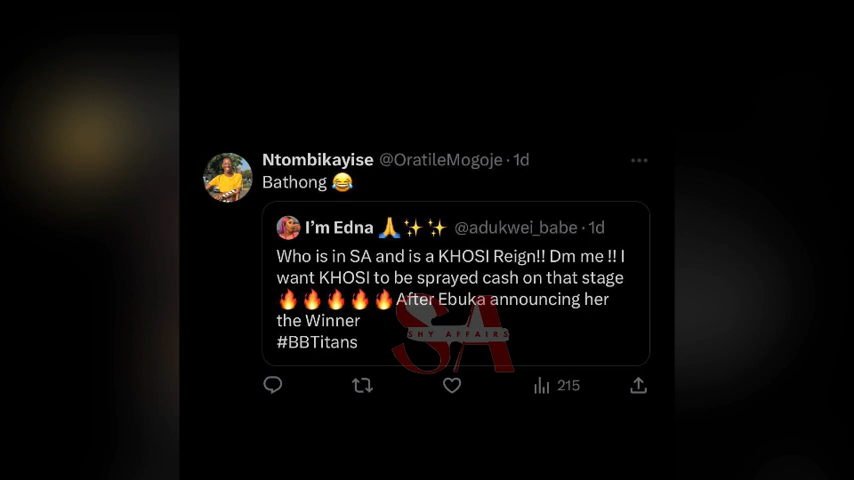 Ntombikayise @OratileMogoje · 1d
Bathong 😂
I'm Edna 🙏✨✨ @adukwei_babe · 1d
Who is in SA and is a KHOSI Reign!! Dm me !! I
want KHOSI to be sprayed cash on that stage
🔥🔥🔥🔥🔥After Ebuka announcing her
the Winner
#BBTitans
SA
SHY AFFAIRS
215